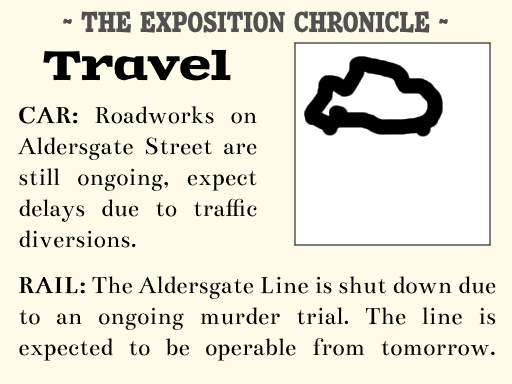 ~ THE EXPOSITION CHRONICLE ~
Travel
CAR: Roadworks on
Aldersgate Street are
still ongoing, expect
delays due to traffic
diversions.
RAIL: The Aldersgate Line is shut down due
to an ongoing murder trial. The line is
expected to be operable from tomorrow.